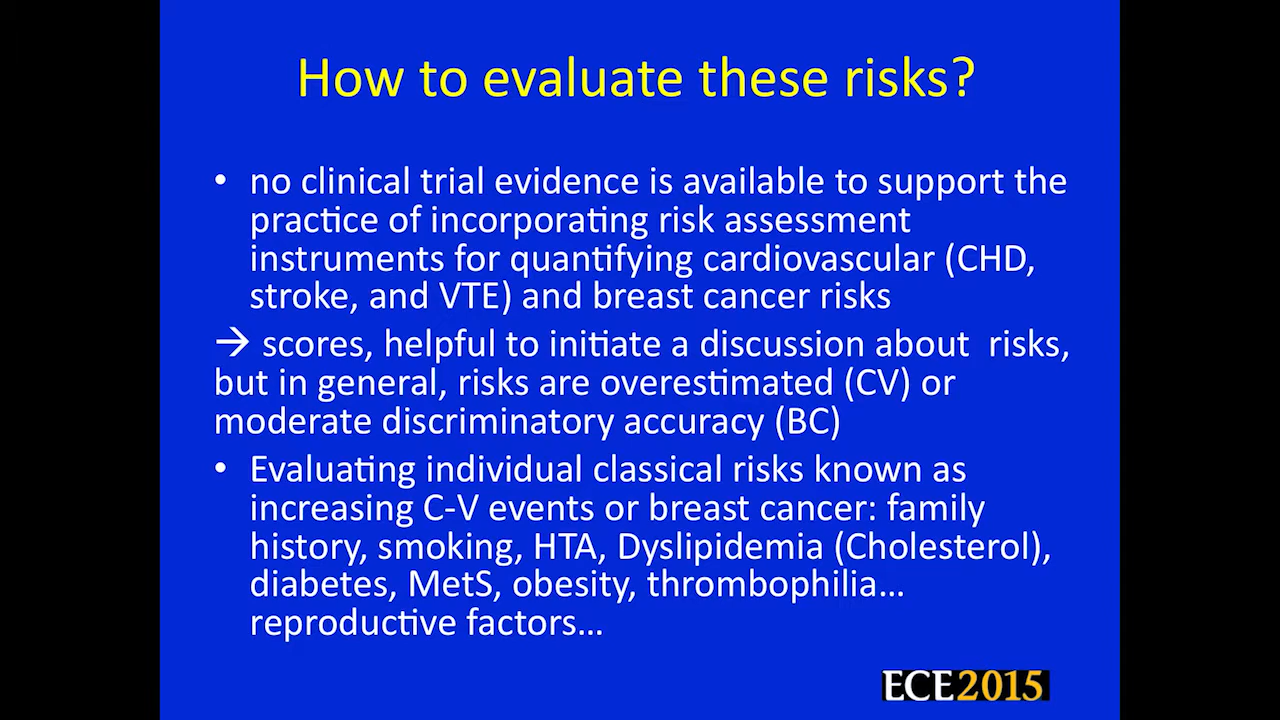 How to evaluate these risks?
• no clinical trial evidence is available to support the
practice of incorporating risk assessment
instruments for quantifying cardiovascular (CHD,
stroke, and VTE) and breast cancer risks
→ scores, helpful to initiate a discussion about  risks,
but in general, risks are overestimated (CV) or
moderate discriminatory accuracy (BC)
• Evaluating individual classical risks known as
increasing C-V events or breast cancer: family
history, smoking, HTA, Dyslipidemia (Cholesterol),
diabetes, MetS, obesity, thrombophilia…
reproductive factors…
ECE2015